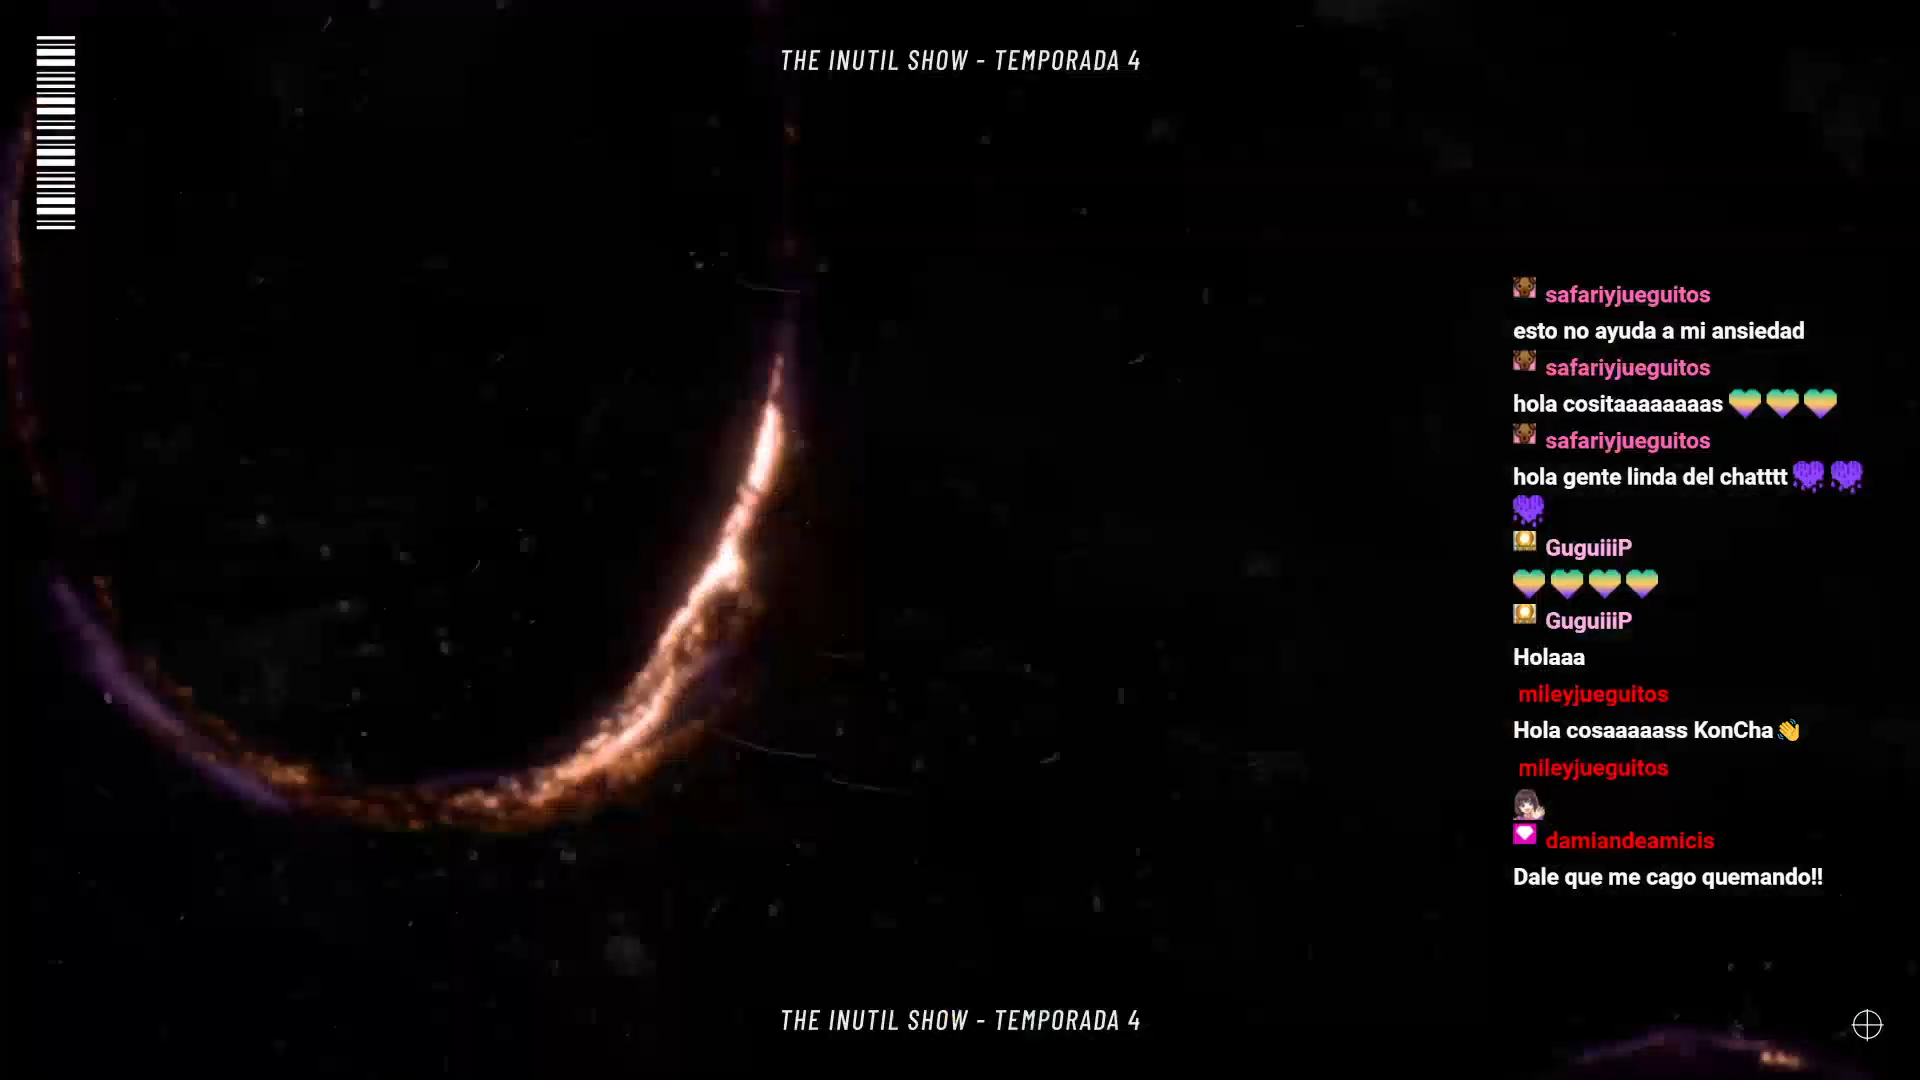 THE INUTIL SHOW - TEMPORADA 4
safariyjueguitos
esto no ayuda a mi ansiedad
safariyjueguitos
hola cositaaaaaaaas
safariyjueguitos
hola gente linda del chatttt
GuguiiiP
GuguiiiP
Holaaa
mileyjueguitos
Hola cosaaaaass KonCha👋
mileyjueguitos
damiandeamicis
Dale que me cago quemando!!
THE INUTIL SHOW - TEMPORADA 4